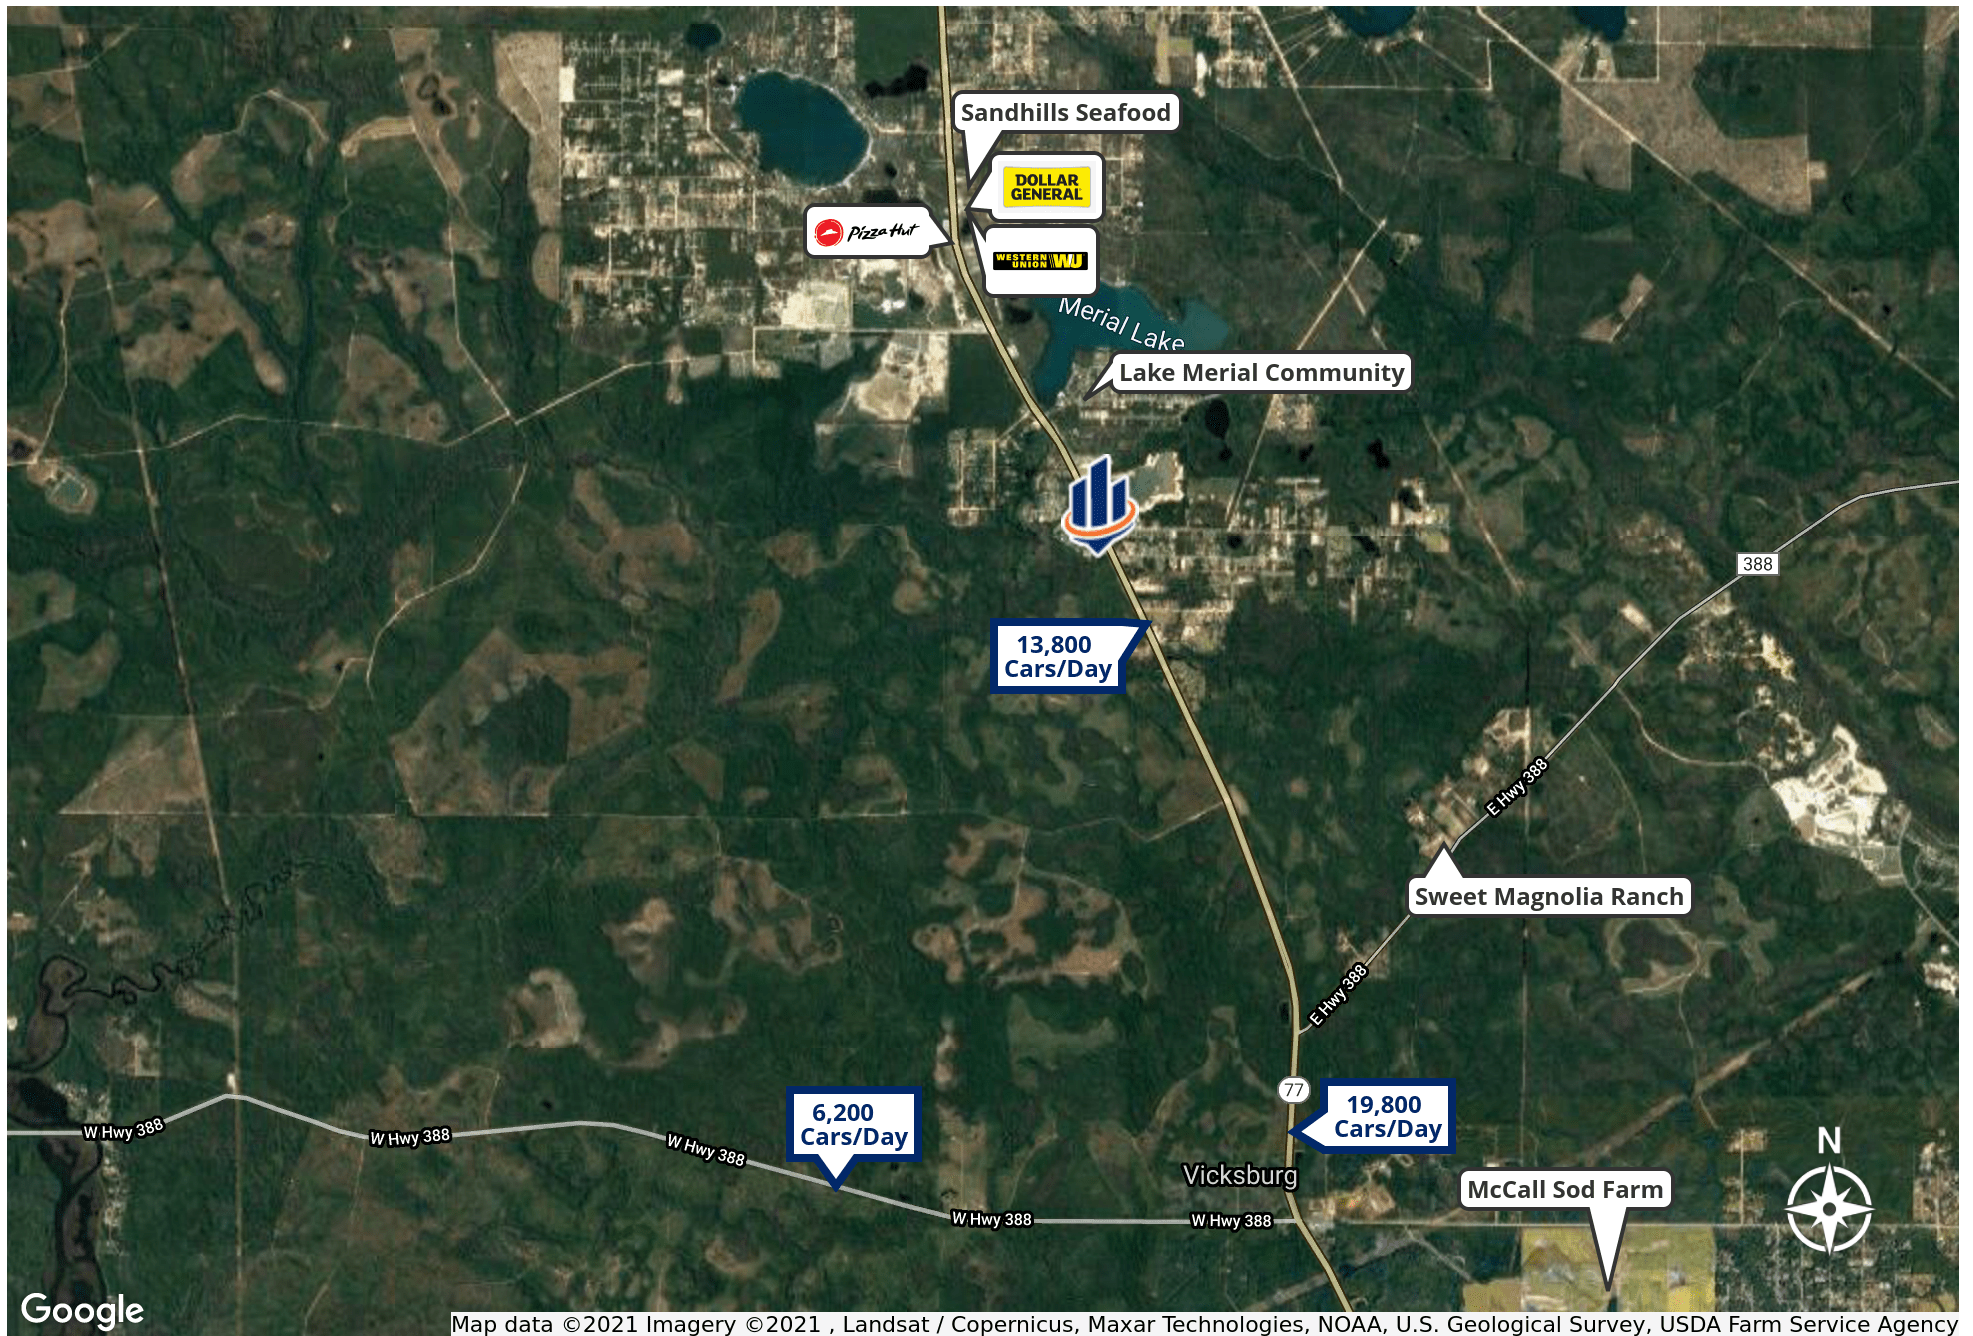 Sandhills Seafood
DOLLAR
GENERAL
Pizza Hut
WESTERN
UNION WU
Merial Lake
Lake Merial Community
388
13,800
Cars/Day
E Hwy 388
Sweet Magnolia Ranch
E Hwy 388
77
19,800
Cars/Day
6,200
Cars/Day
W Hwy 388
W Hwy 388
W Hwy 388
N
Vicksburg
McCall Sod Farm
W Hwy 388
W Hwy 388
Google
Map data ©2021 Imagery ©2021 , Landsat / Copernicus, Maxar Technologies, NOAA, U.S. Geological Survey, USDA Farm Service Agency